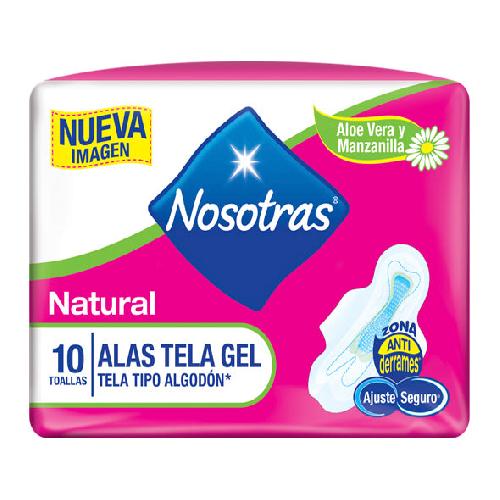 NUEVA
IMAGEN
Aloe Vera y
Manzanilla
Nosotras®
Natural
10
TOALLAS
ALAS TELA GEL
TELA TIPO ALGODÓN*
ZONA
ANTI
derrames
Ajuste Seguro